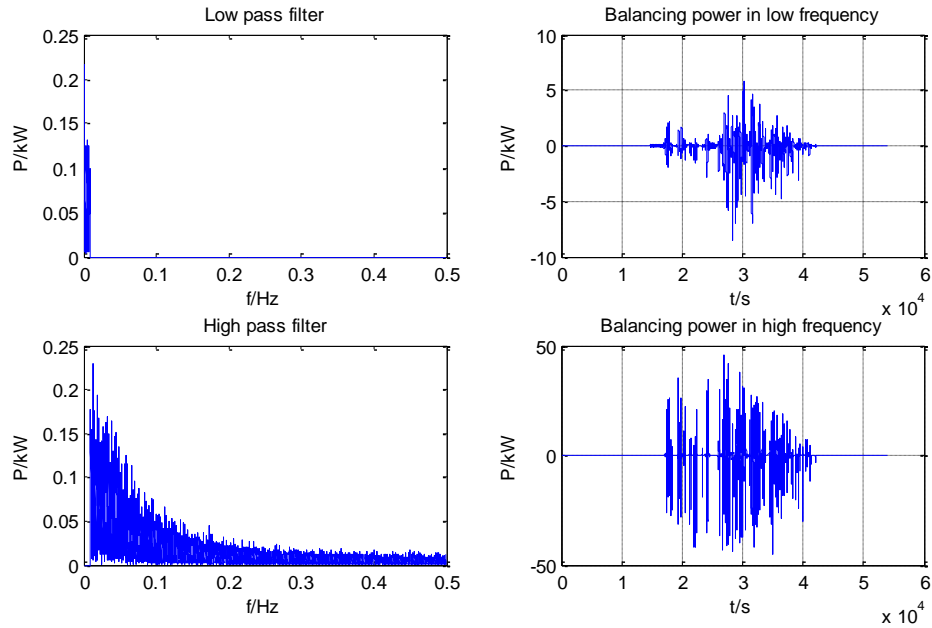 Low pass filter
0.25
0.2
0.15
0.1
0.05
0
P/kW
0 0.1 0.2 0.3 0.4 0.5
f/Hz
Balancing power in low frequency
10
5
0
-5
-10
P/kW
0 1 2 3 4 5 6
t/s
x 10^4
High pass filter
0.25
0.2
0.15
0.1
0.05
0
P/kW
0 0.1 0.2 0.3 0.4 0.5
f/Hz
Balancing power in high frequency
50
0
-50
P/kW
0 1 2 3 4 5 6
t/s
x 10^4